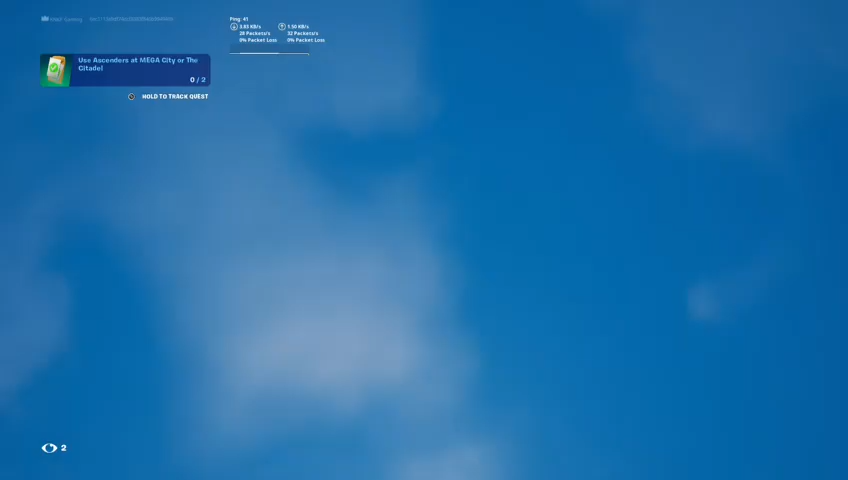 Ping: 41
3.83 KB/s 1.50 KB/s
28 Packets/s 32 Packets/s
0% Packet Loss 0% Packet Loss
Use Ascenders at MEGA City or The
Citadel
0 / 2
HOLD TO TRACK QUEST
2